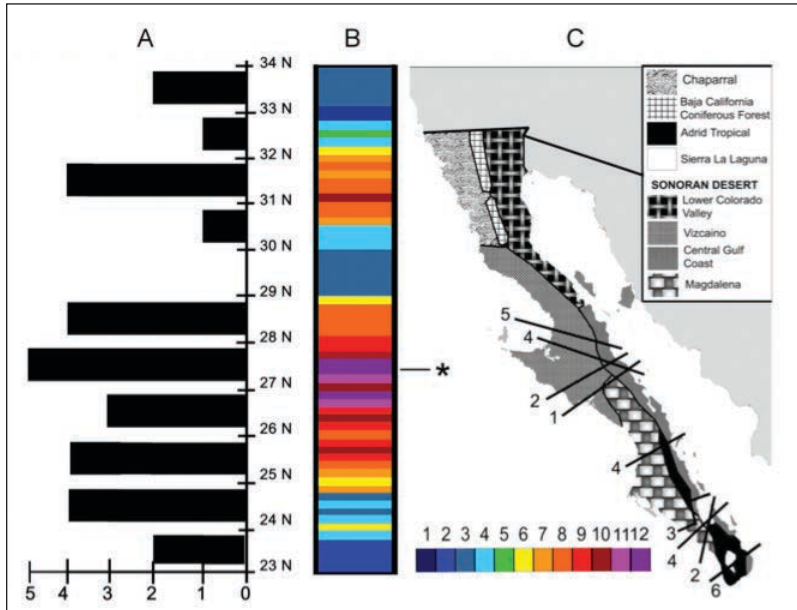 A
B
C
34 N
33 N
32 N
31 N
30 N
29 N
28 N
27 N
26 N
25 N
24 N
23 N
5 4 3 2 1 0
*
1 2 3 4 5 6 7 8 9 10 11 12
Chaparral
Baja California
Coniferous Forest
Adrid Tropical
Sierra La Laguna
SONORAN DESERT
Lower Colorado
Valley
Vizcaino
Central Gulf
Coast
Magdalena
5
4
2
1
4
3
4
2
6